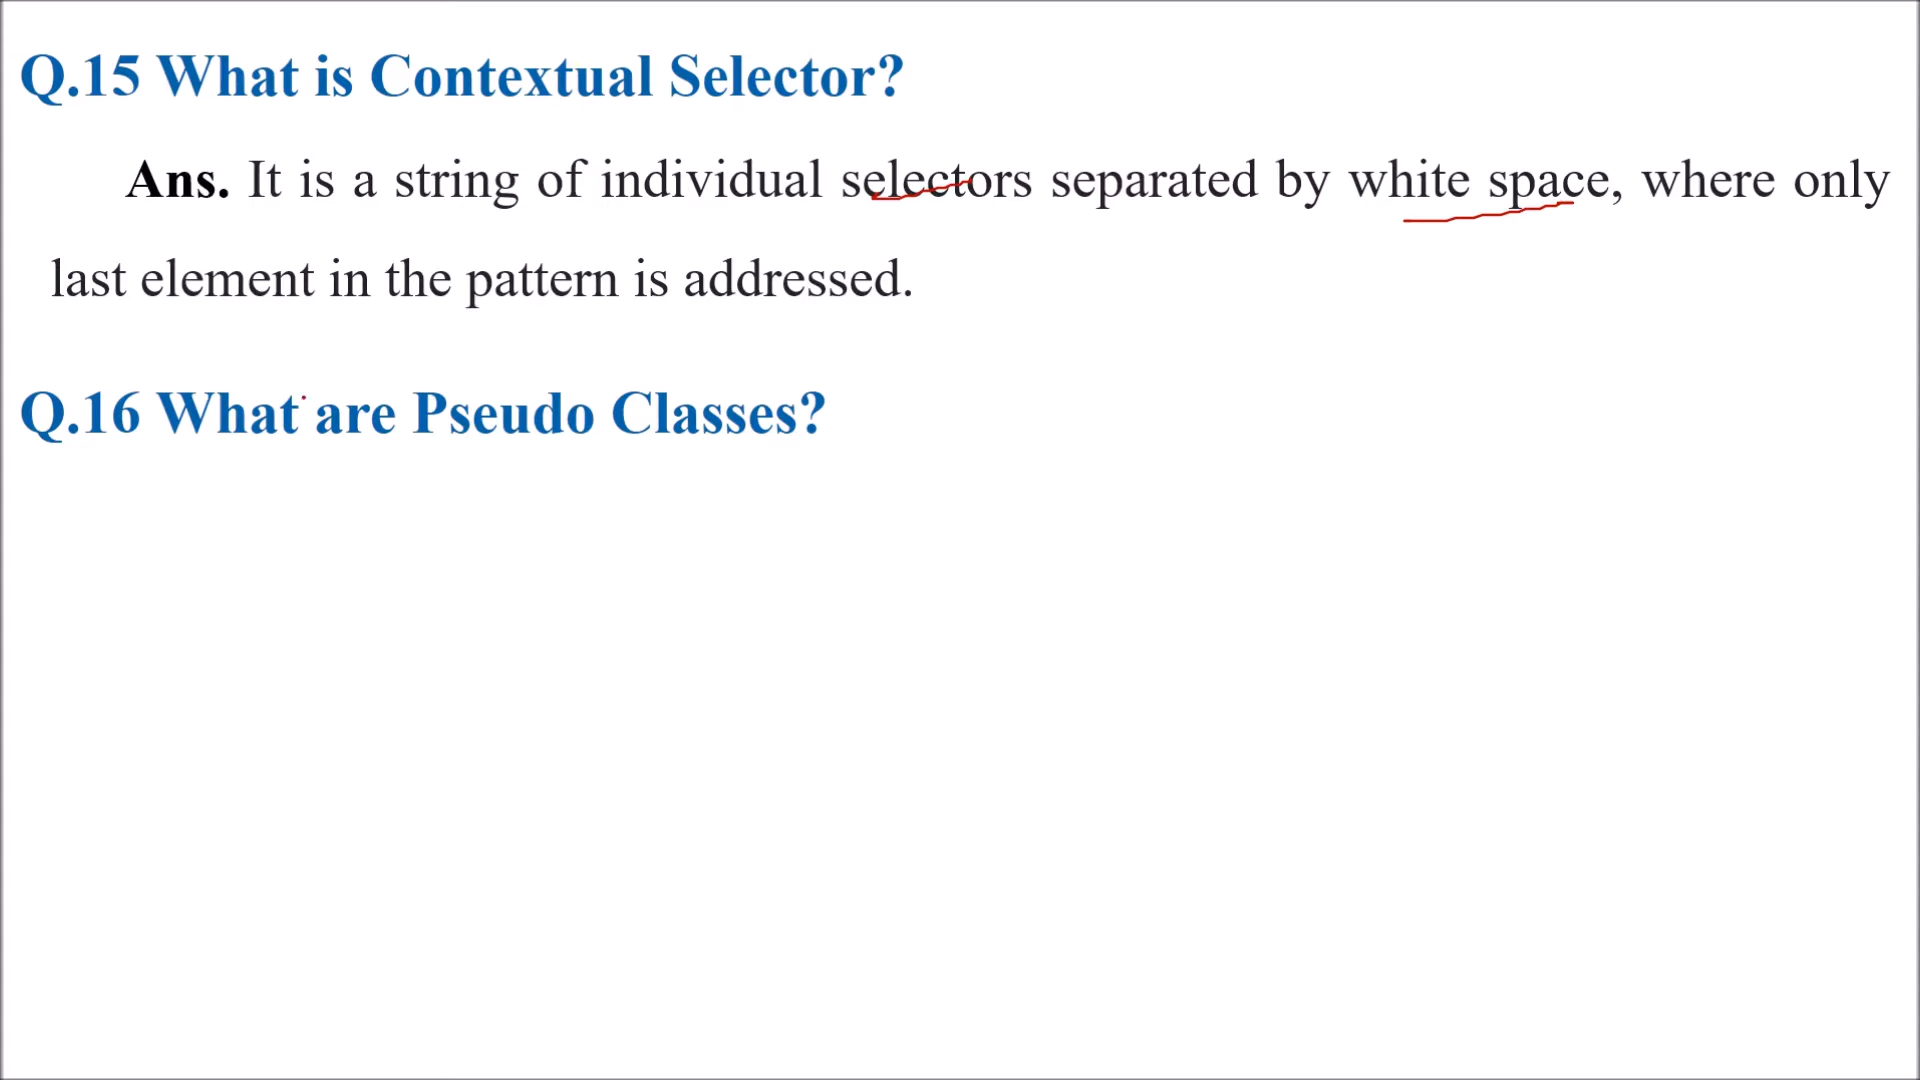 Q.15 What is Contextual Selector?
Ans. It is a string of individual selectors separated by white space, where only
last element in the pattern is addressed.
Q.16 What are Pseudo Classes?